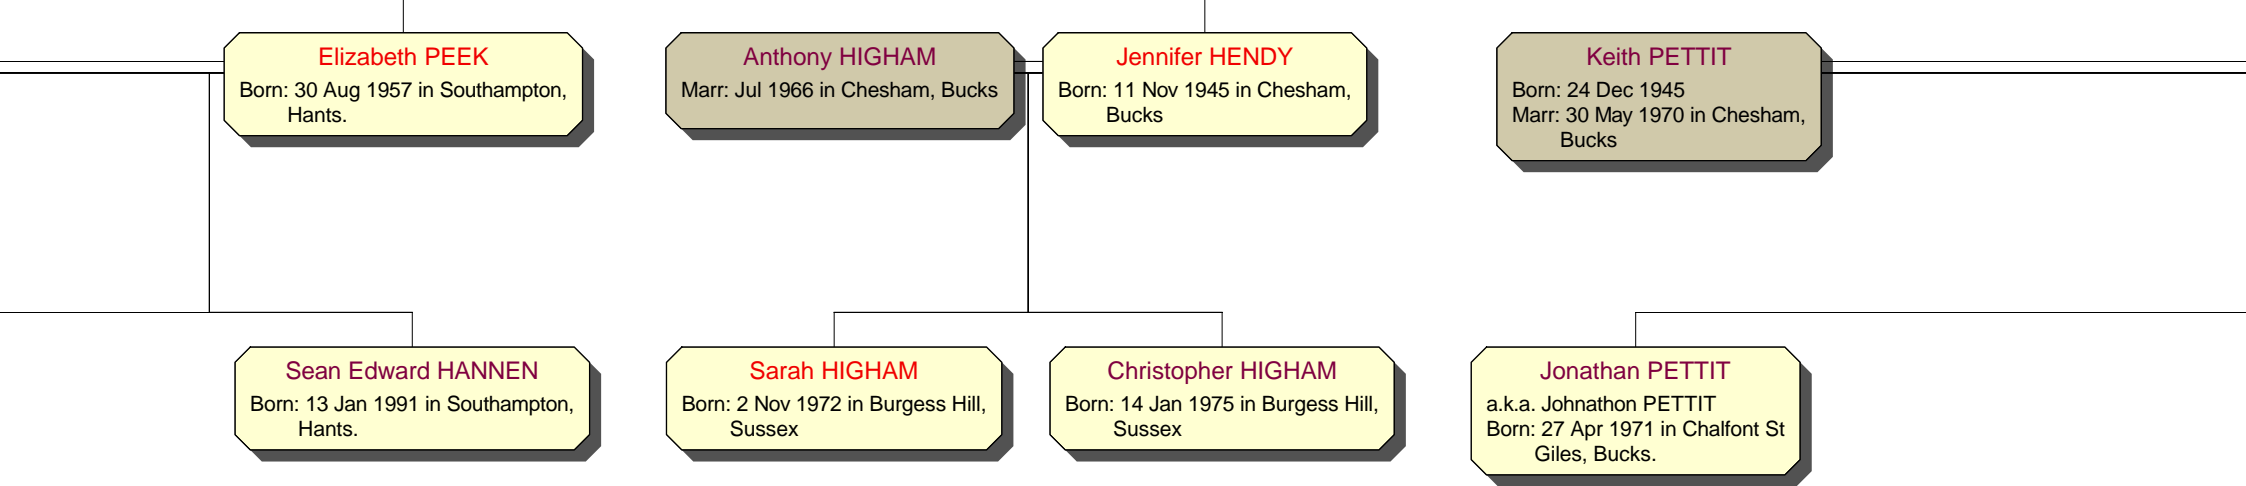 Elizabeth PEEK
Born: 30 Aug 1957 in Southampton,
Hants.
Anthony HIGHAM
Marr: Jul 1966 in Chesham, Bucks
Jennifer HENDY
Born: 11 Nov 1945 in Chesham,
Bucks
Keith PETTIT
Born: 24 Dec 1945
Marr: 30 May 1970 in Chesham,
Bucks
Sean Edward HANNEN
Born: 13 Jan 1991 in Southampton,
Hants.
Sarah HIGHAM
Born: 2 Nov 1972 in Burgess Hill,
Sussex
Christopher HIGHAM
Born: 14 Jan 1975 in Burgess Hill,
Sussex
Jonathan PETTIT
a.k.a. Johnathon PETTIT
Born: 27 Apr 1971 in Chalfont St
Giles, Bucks.